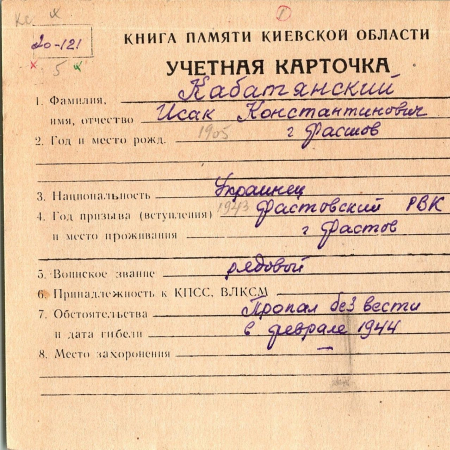 20-121
5
КНИГА ПАМЯТИ КИЕВСКОЙ ОБЛАСТИ
УЧЕТНАЯ КАРТОЧКА
1. Фамилия, Кабатянский
имя, отчество Исак Константинович
2. Год и место рожд. 1905 г Фастов
3. Национальность Украинец
4. Год призыва (вступления) 1943 Фастовский РВК
и место проживания г Фастов
5. Воинское звание рядовой
6. Принадлежность к КПСС, ВЛКСМ
7. Обстоятельства Пропал без вести
и дата гибели в феврале 1944
8. Место захоронения —